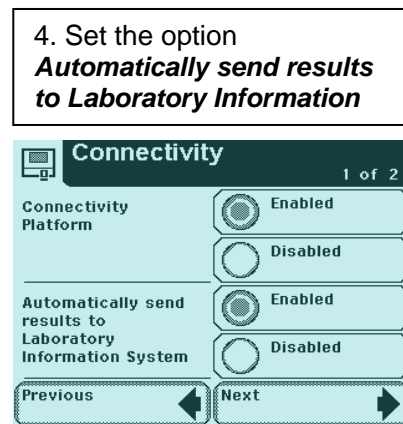 4. Set the option
Automatically send results
to Laboratory Information
Connectivity
1 of 2
Connectivity
Platform
Enabled
Disabled
Automatically send
results to
Laboratory
Information System
Enabled
Disabled
Previous
Next